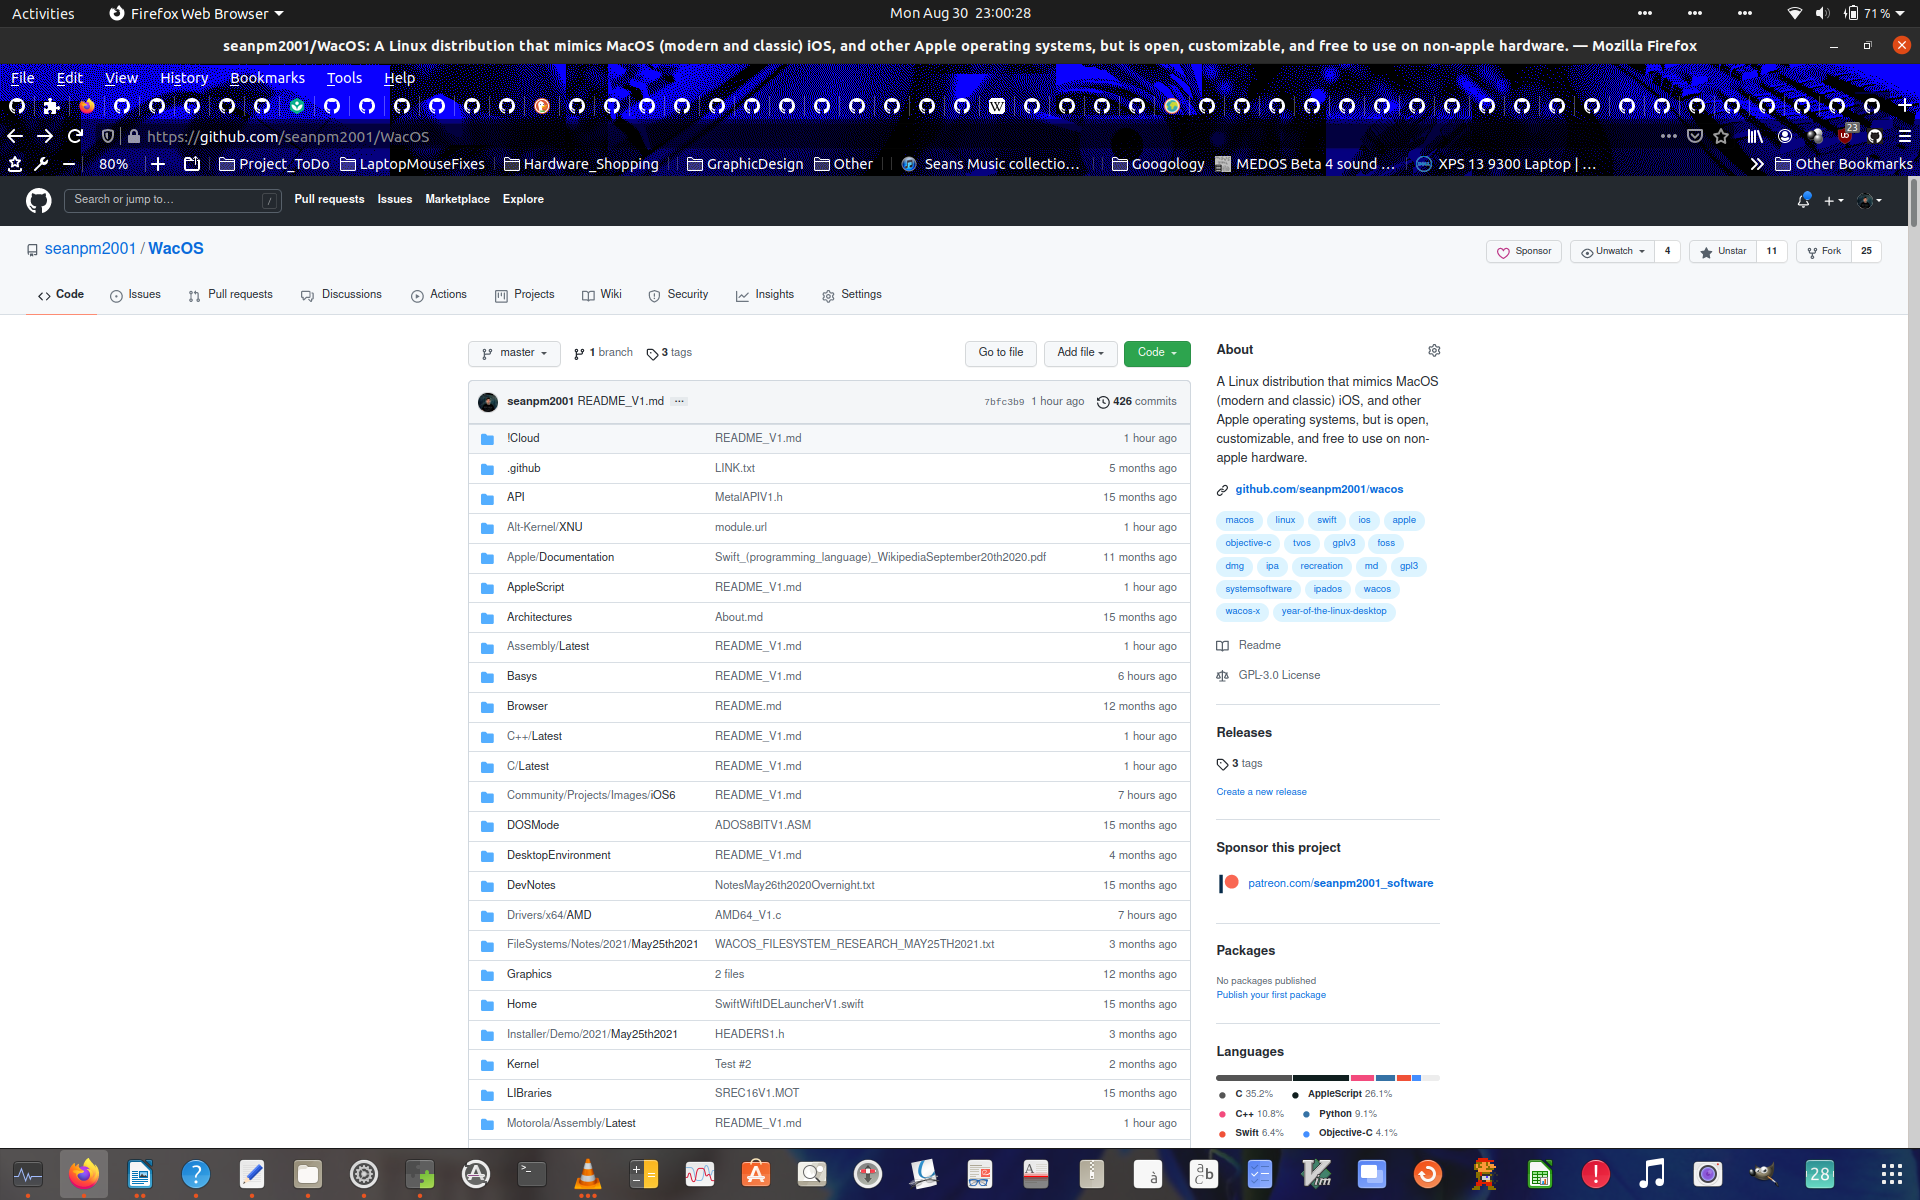 Activities
Firefox Web Browser
Mon Aug 30 23:00:28
71 %
seanpm2001/WacOS: A Linux distribution that mimics MacOS (modern and classic) iOS, and other Apple operating systems, but is open, customizable, and free to use on non-apple hardware. — Mozilla Firefox
File Edit View History Bookmarks Tools Help
https://github.com/seanpm2001/WacOS
23
80%
Project_ToDo
LaptopMouseFixes
Hardware_Shopping
GraphicDesign
Other
Seans Music collectio…
Googology
MEDOS Beta 4 sound …
XPS 13 9300 Laptop | …
Other Bookmarks
Search or jump to… /
Pull requests Issues Marketplace Explore
seanpm2001 / WacOS
Sponsor
Unwatch 4
Unstar 11
Fork 25
Code Issues Pull requests Discussions Actions Projects Wiki Security Insights Settings
master 1 branch 3 tags
Go to file Add file Code
seanpm2001 README_V1.md ... 7bfc3b9 1 hour ago 426 commits
!Cloud README_V1.md 1 hour ago
.github LINK.txt 5 months ago
API MetalAPIV1.h 15 months ago
Alt-Kernel/XNU module.url 1 hour ago
Apple/Documentation Swift_(programming_language)_WikipediaSeptember20th2020.pdf 11 months ago
AppleScript README_V1.md 1 hour ago
Architectures About.md 15 months ago
Assembly/Latest README_V1.md 1 hour ago
Basys README_V1.md 6 hours ago
Browser README.md 12 months ago
C++/Latest README_V1.md 1 hour ago
C/Latest README_V1.md 1 hour ago
Community/Projects/Images/iOS6 README_V1.md 7 hours ago
DOSMode ADOS8BITV1.ASM 15 months ago
DesktopEnvironment README_V1.md 4 months ago
DevNotes NotesMay26th2020Overnight.txt 15 months ago
Drivers/x64/AMD AMD64_V1.c 7 hours ago
FileSystems/Notes/2021/May25th2021 WACOS_FILESYSTEM_RESEARCH_MAY25TH2021.txt 3 months ago
Graphics 2 files 12 months ago
Home SwiftWiftIDELauncherV1.swift 15 months ago
Installer/Demo/2021/May25th2021 HEADERS1.h 3 months ago
Kernel Test #2 2 months ago
LIBraries SREC16V1.MOT 15 months ago
Motorola/Assembly/Latest README_V1.md 1 hour ago
About
A Linux distribution that mimics MacOS
(modern and classic) iOS, and other
Apple operating systems, but is open,
customizable, and free to use on non-
apple hardware.
github.com/seanpm2001/wacos
macos linux swift ios apple
objective-c tvos gplv3 foss
dmg ipa recreation md gpl3
systemsoftware ipados wacos
wacos-x year-of-the-linux-desktop
Readme
GPL-3.0 License
Releases
3 tags
Create a new release
Sponsor this project
patreon.com/seanpm2001_software
Packages
No packages published
Publish your first package
Languages
C 35.2% AppleScript 26.1%
C++ 10.8% Python 9.1%
Swift 6.4% Objective-C 4.1%
28